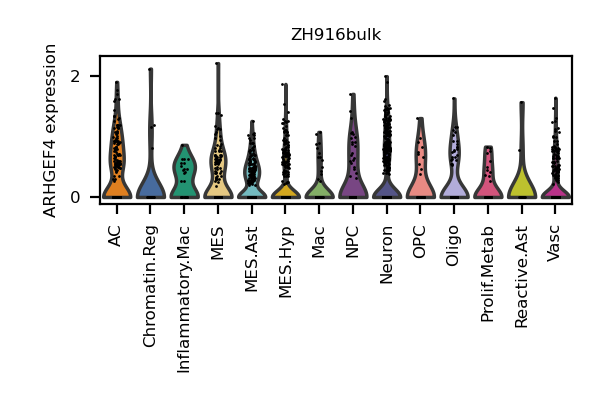 ZH916bulk
ARHGEF4 expression
2
0
AC
Chromatin.Reg
Inflammatory.Mac
MES
MES.Ast
MES.Hyp
Mac
NPC
Neuron
OPC
Oligo
Prolif.Metab
Reactive.Ast
Vasc